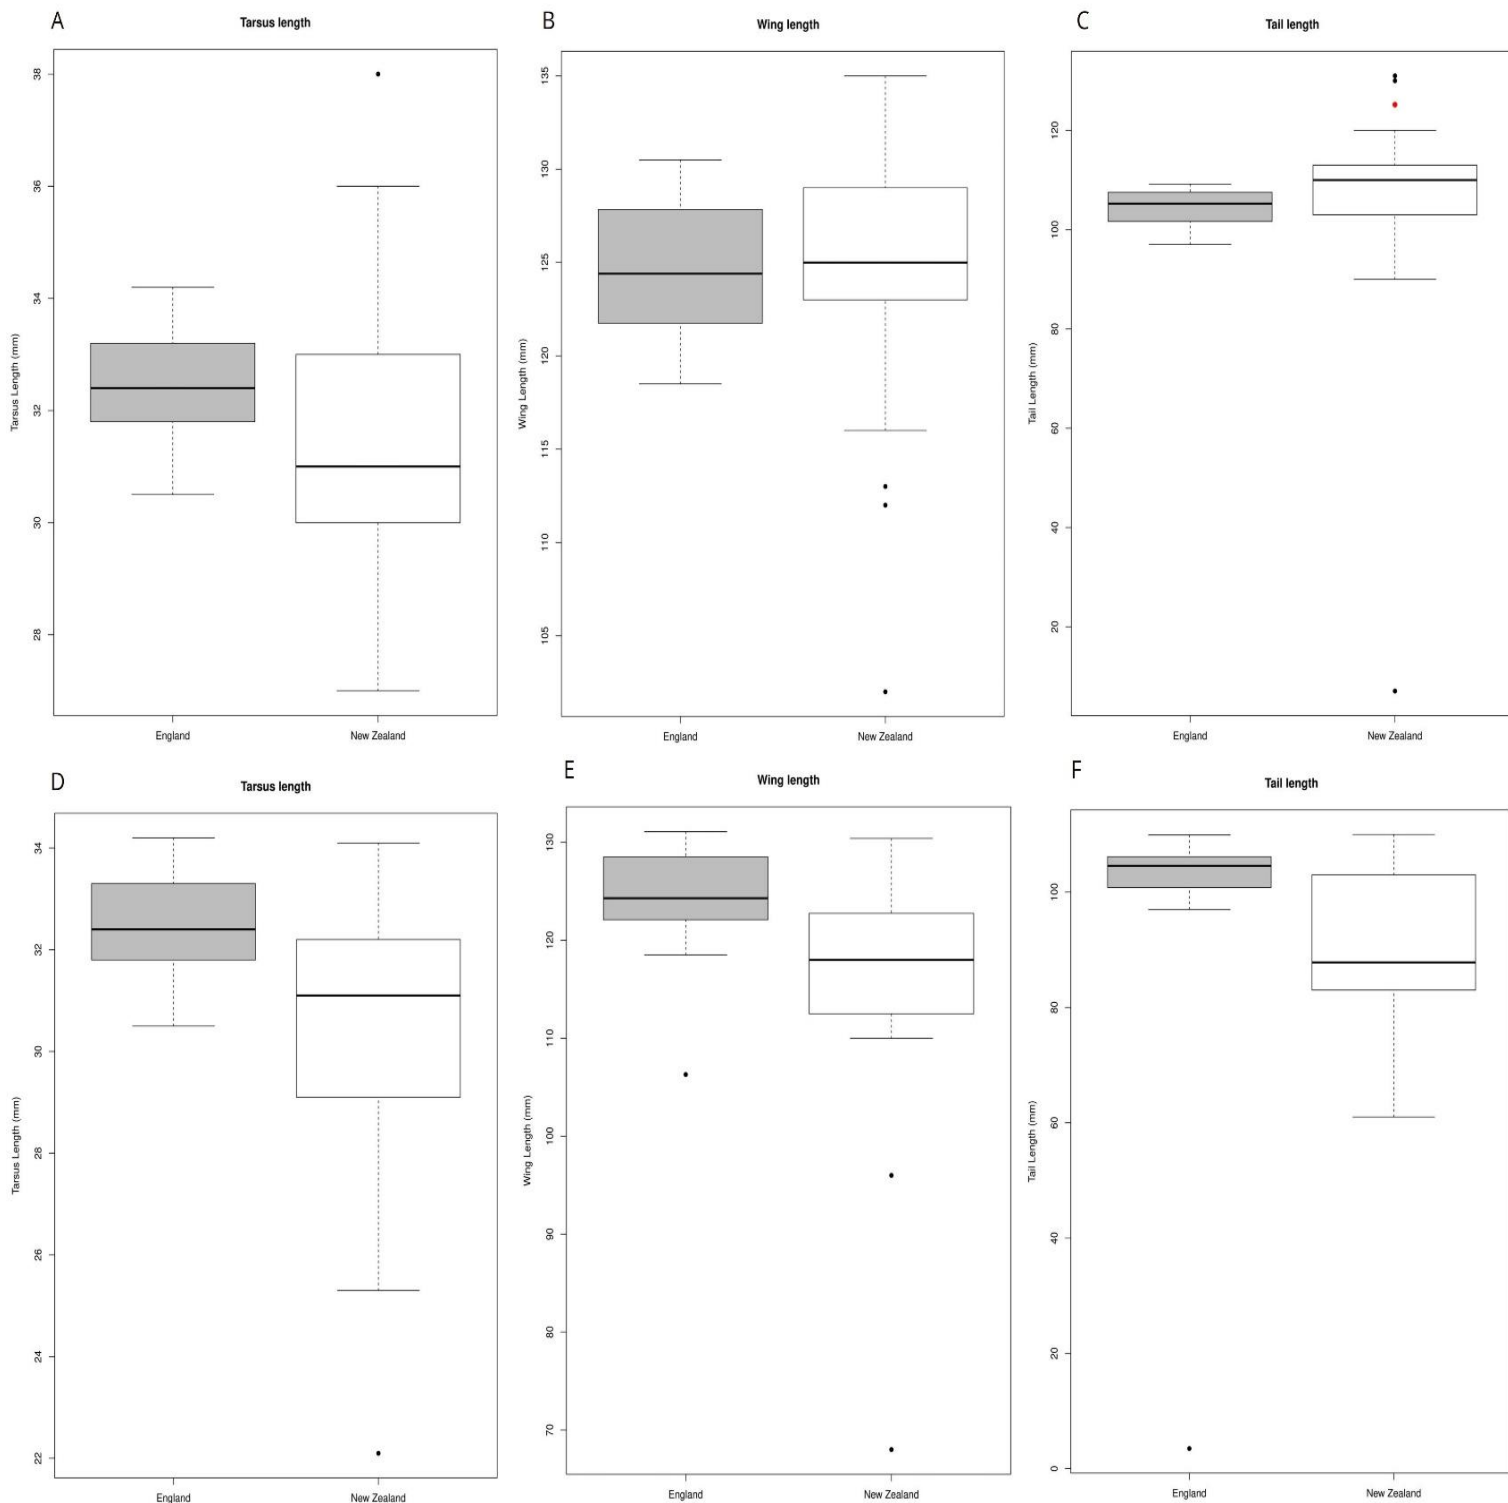 A
Tarsus length
Tarsus Length (mm)
38
36
34
32
30
28
England
New Zealand
B
Wing length
Wing Length (mm)
135
130
125
120
115
110
105
England
New Zealand
C
Tail length
Tail Length (mm)
120
100
80
60
40
20
England
New Zealand
D
Tarsus length
Tarsus Length (mm)
34
32
30
28
26
24
22
England
New Zealand
E
Wing length
Wing Length (mm)
130
120
110
100
90
80
70
England
New Zealand
F
Tail length
Tail Length (mm)
100
80
60
40
20
0
England
New Zealand